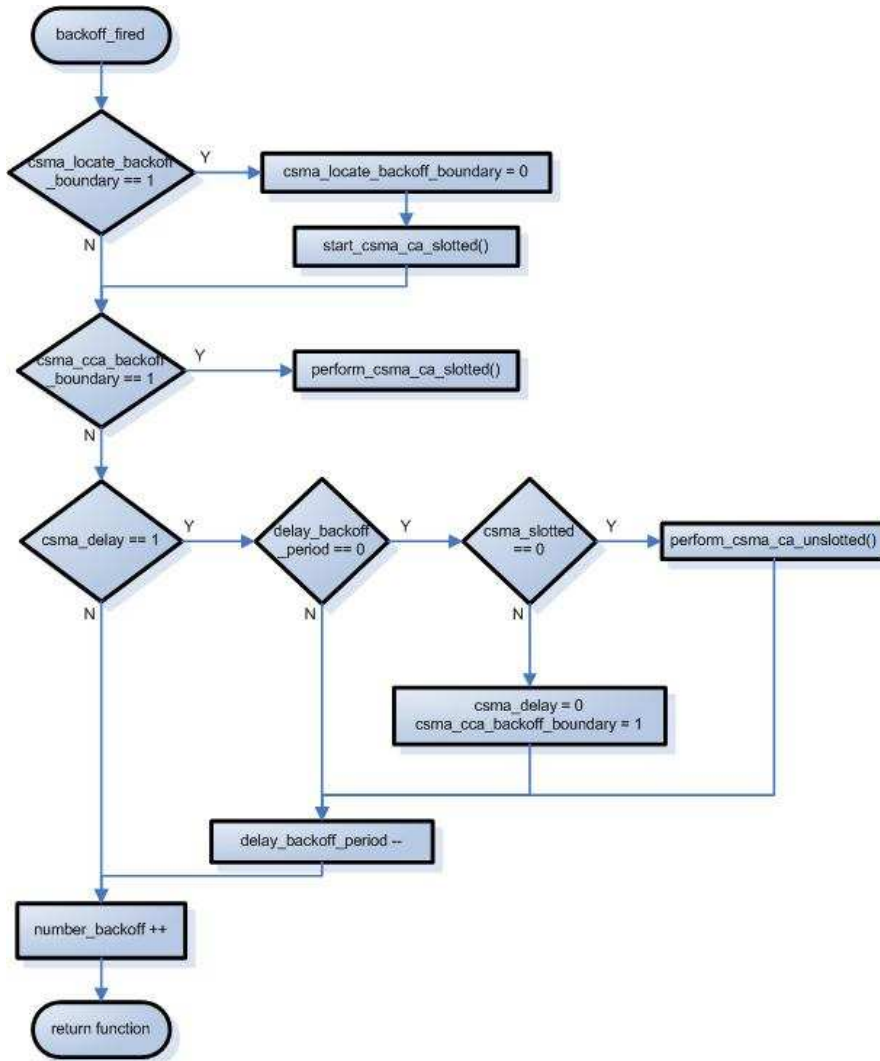 backoff_fired
csma_locate_backoff
_boundary == 1
Y
csma_locate_backoff_boundary = 0
N
start_csma_ca_slotted()
csma_cca_backoff
_boundary == 1
Y
perform_csma_ca_slotted()
N
csma_delay == 1
Y
delay_backoff
_period == 0
Y
csma_slotted
== 0
Y
perform_csma_ca_unslotted()
N
N
N
csma_delay = 0
csma_cca_backoff_boundary = 1
delay_backoff_period --
number_backoff ++
return function